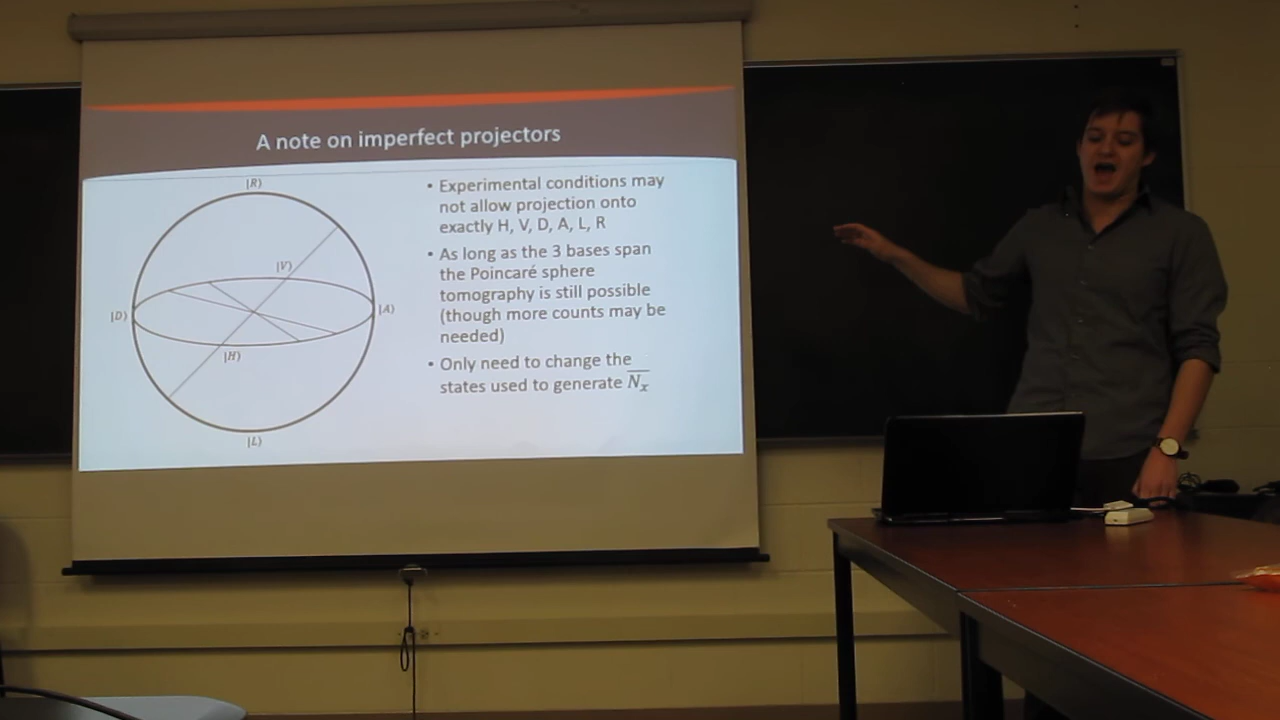 A note on imperfect projectors
|R⟩
|V⟩
|D⟩
|A⟩
|H⟩
|L⟩
• Experimental conditions may
not allow projection onto
exactly H, V, D, A, L, R
• As long as the 3 bases span
the Poincaré sphere
tomography is still possible
(though more counts may be
needed)
• Only need to change the
states used to generate N̅ₓ